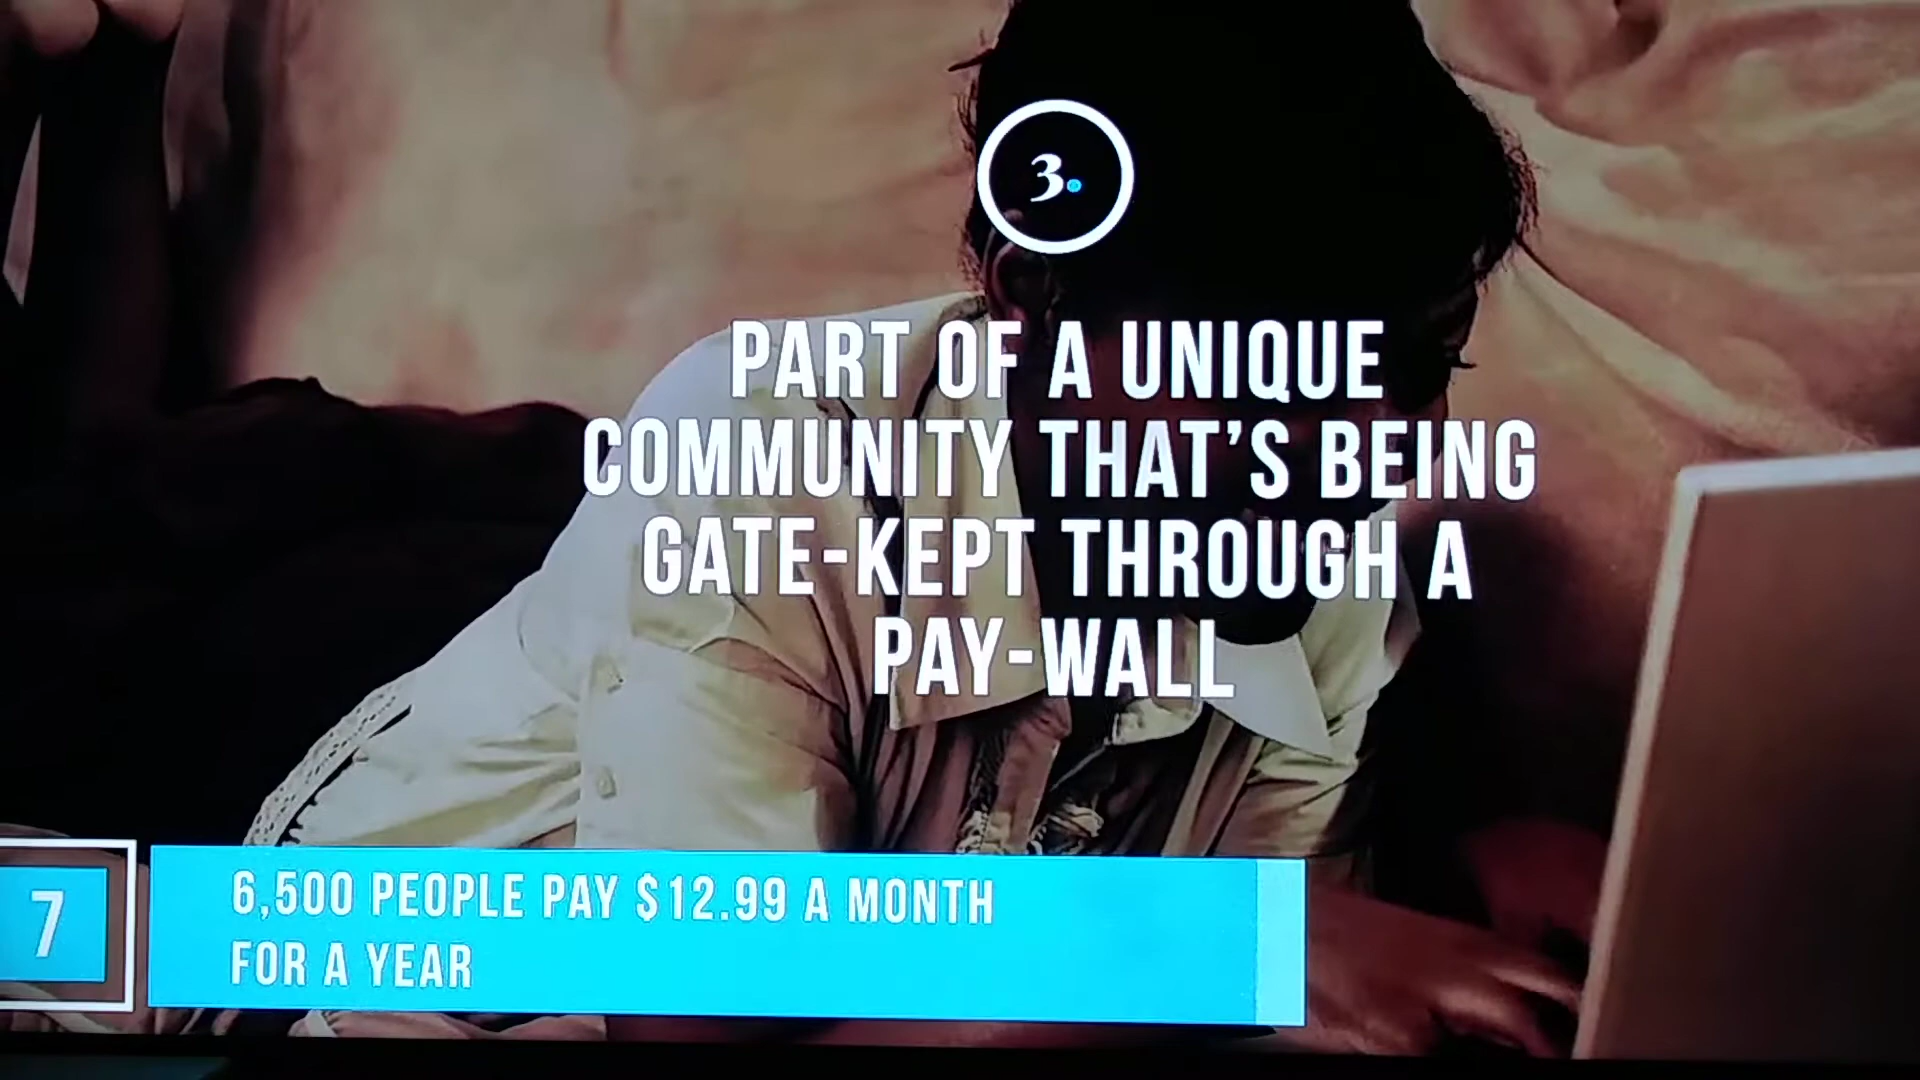 3.
PART OF A UNIQUE
COMMUNITY THAT'S BEING
GATE-KEPT THROUGH A
PAY-WALL
7
6,500 PEOPLE PAY $12.99 A MONTH
FOR A YEAR